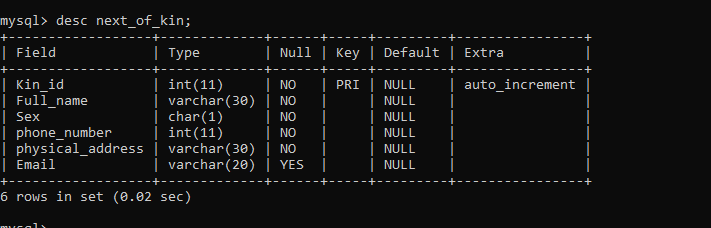 mysql> desc next_of_kin;
+------------------+-------------+------+-----+---------+----------------+
| Field            | Type        | Null | Key | Default | Extra          |
+------------------+-------------+------+-----+---------+----------------+
| Kin_id           | int(11)     | NO   | PRI | NULL    | auto_increment |
| Full_name        | varchar(30) | NO   |     | NULL    |                |
| Sex              | char(1)     | NO   |     | NULL    |                |
| phone_number     | int(11)     | NO   |     | NULL    |                |
| physical_address | varchar(30) | NO   |     | NULL    |                |
| Email            | varchar(20) | YES  |     | NULL    |                |
+------------------+-------------+------+-----+---------+----------------+
6 rows in set (0.02 sec)
mysql>